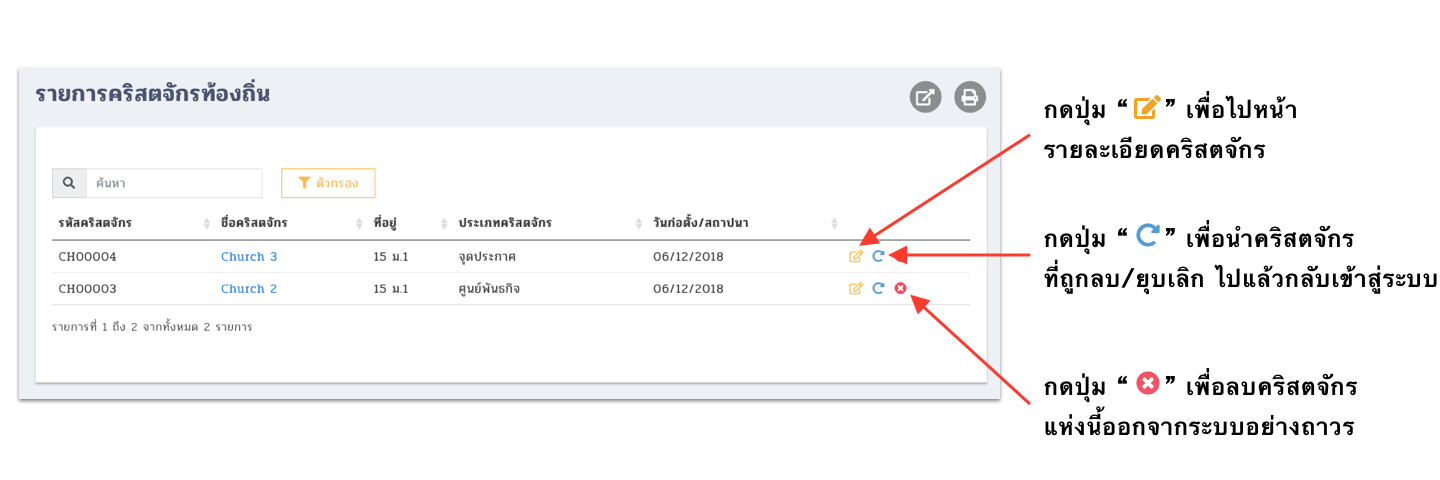 รายการคริสตจักรท้องถิ่น
กดปุ่ม “ ” เพื่อไปหน้า
รายละเอียดคริสตจักร
ค้นหา ตัวกรอง
รหัสคริสตจักร ชื่อคริสตจักร ที่อยู่ ประเภทคริสตจักร วันก่อตั้ง/สถาปนา
CH00004 Church 3 15 ม.1 จุดประกาศ 06/12/2018
CH00003 Church 2 15 ม.1 ศูนย์พันธกิจ 06/12/2018
รายการที่ 1 ถึง 2 จากทั้งหมด 2 รายการ
กดปุ่ม “ ” เพื่อนำคริสตจักร
ที่ถูกลบ/ยุบเลิก ไปแล้วกลับเข้าสู่ระบบ
กดปุ่ม “ ” เพื่อลบคริสตจักร
แห่งนี้ออกจากระบบอย่างถาวร